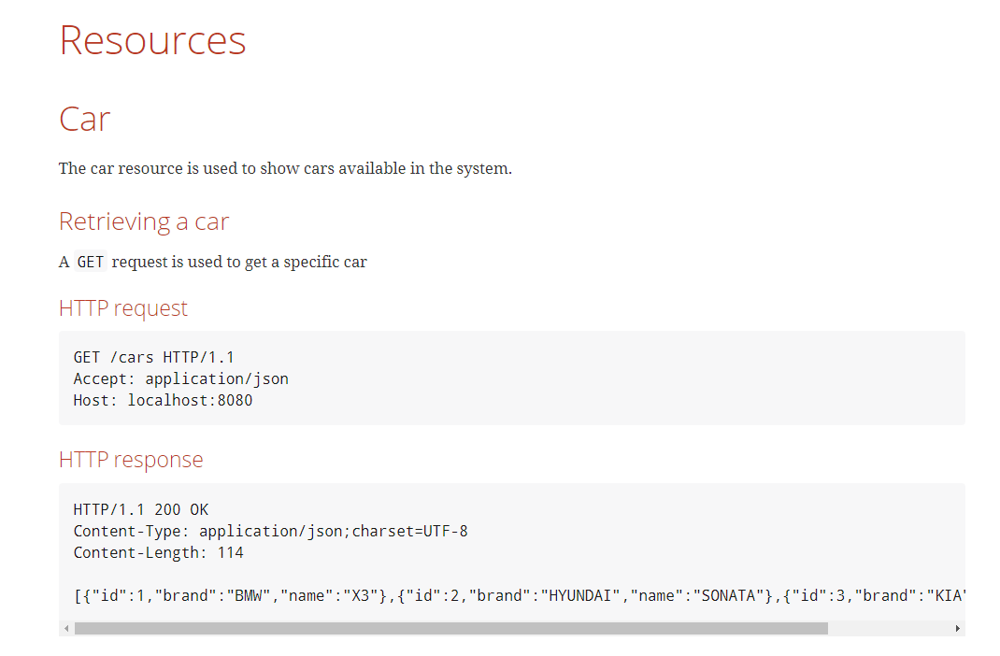 Resources
Car
The car resource is used to show cars available in the system.
Retrieving a car
A GET request is used to get a specific car
HTTP request
GET /cars HTTP/1.1
Accept: application/json
Host: localhost:8080
HTTP response
HTTP/1.1 200 OK
Content-Type: application/json;charset=UTF-8
Content-Length: 114
[{"id":1,"brand":"BMW","name":"X3"},{"id":2,"brand":"HYUNDAI","name":"SONATA"},{"id":3,"brand":"KIA"